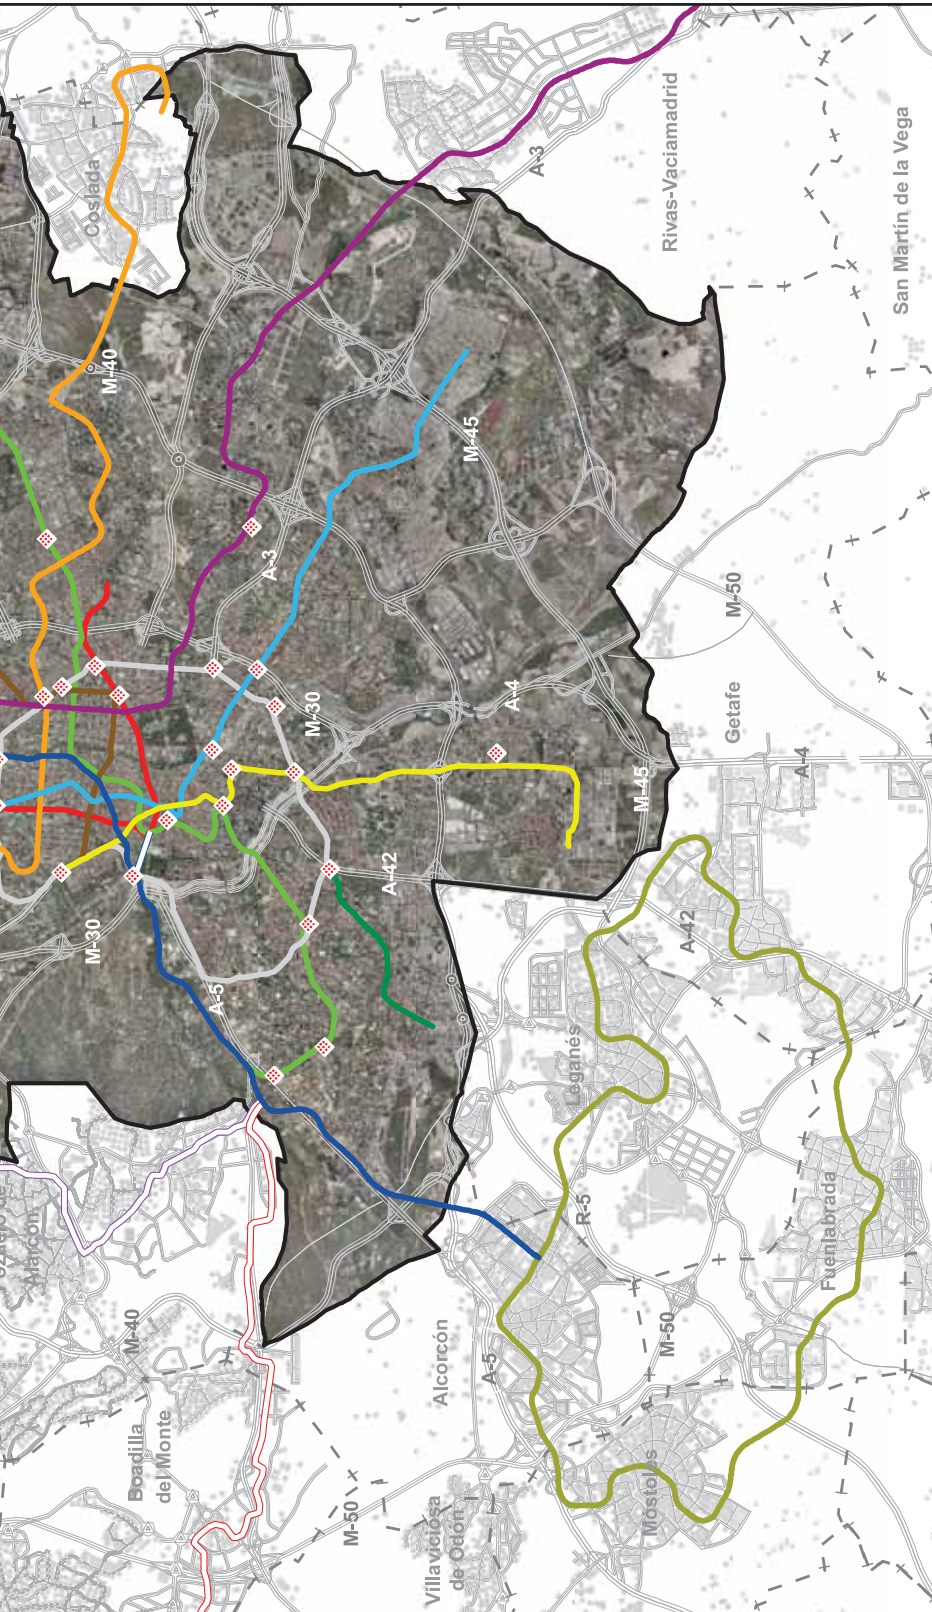 Coslada
A-3
Rivas-Vaciamadrid
San Martín de la Vega
M-40
M-45
A-3
M-50
M-30
A-4
Getafe
A-4
M-45
A-42
M-30
A-42
A-5
Leganés
R-5
Fuenlabrada
Alarcón
M-40
Alcorcón
A-5
M-50
Boadilla
del Monte
M-50
Villaviciosa
de Odón
Móstoles